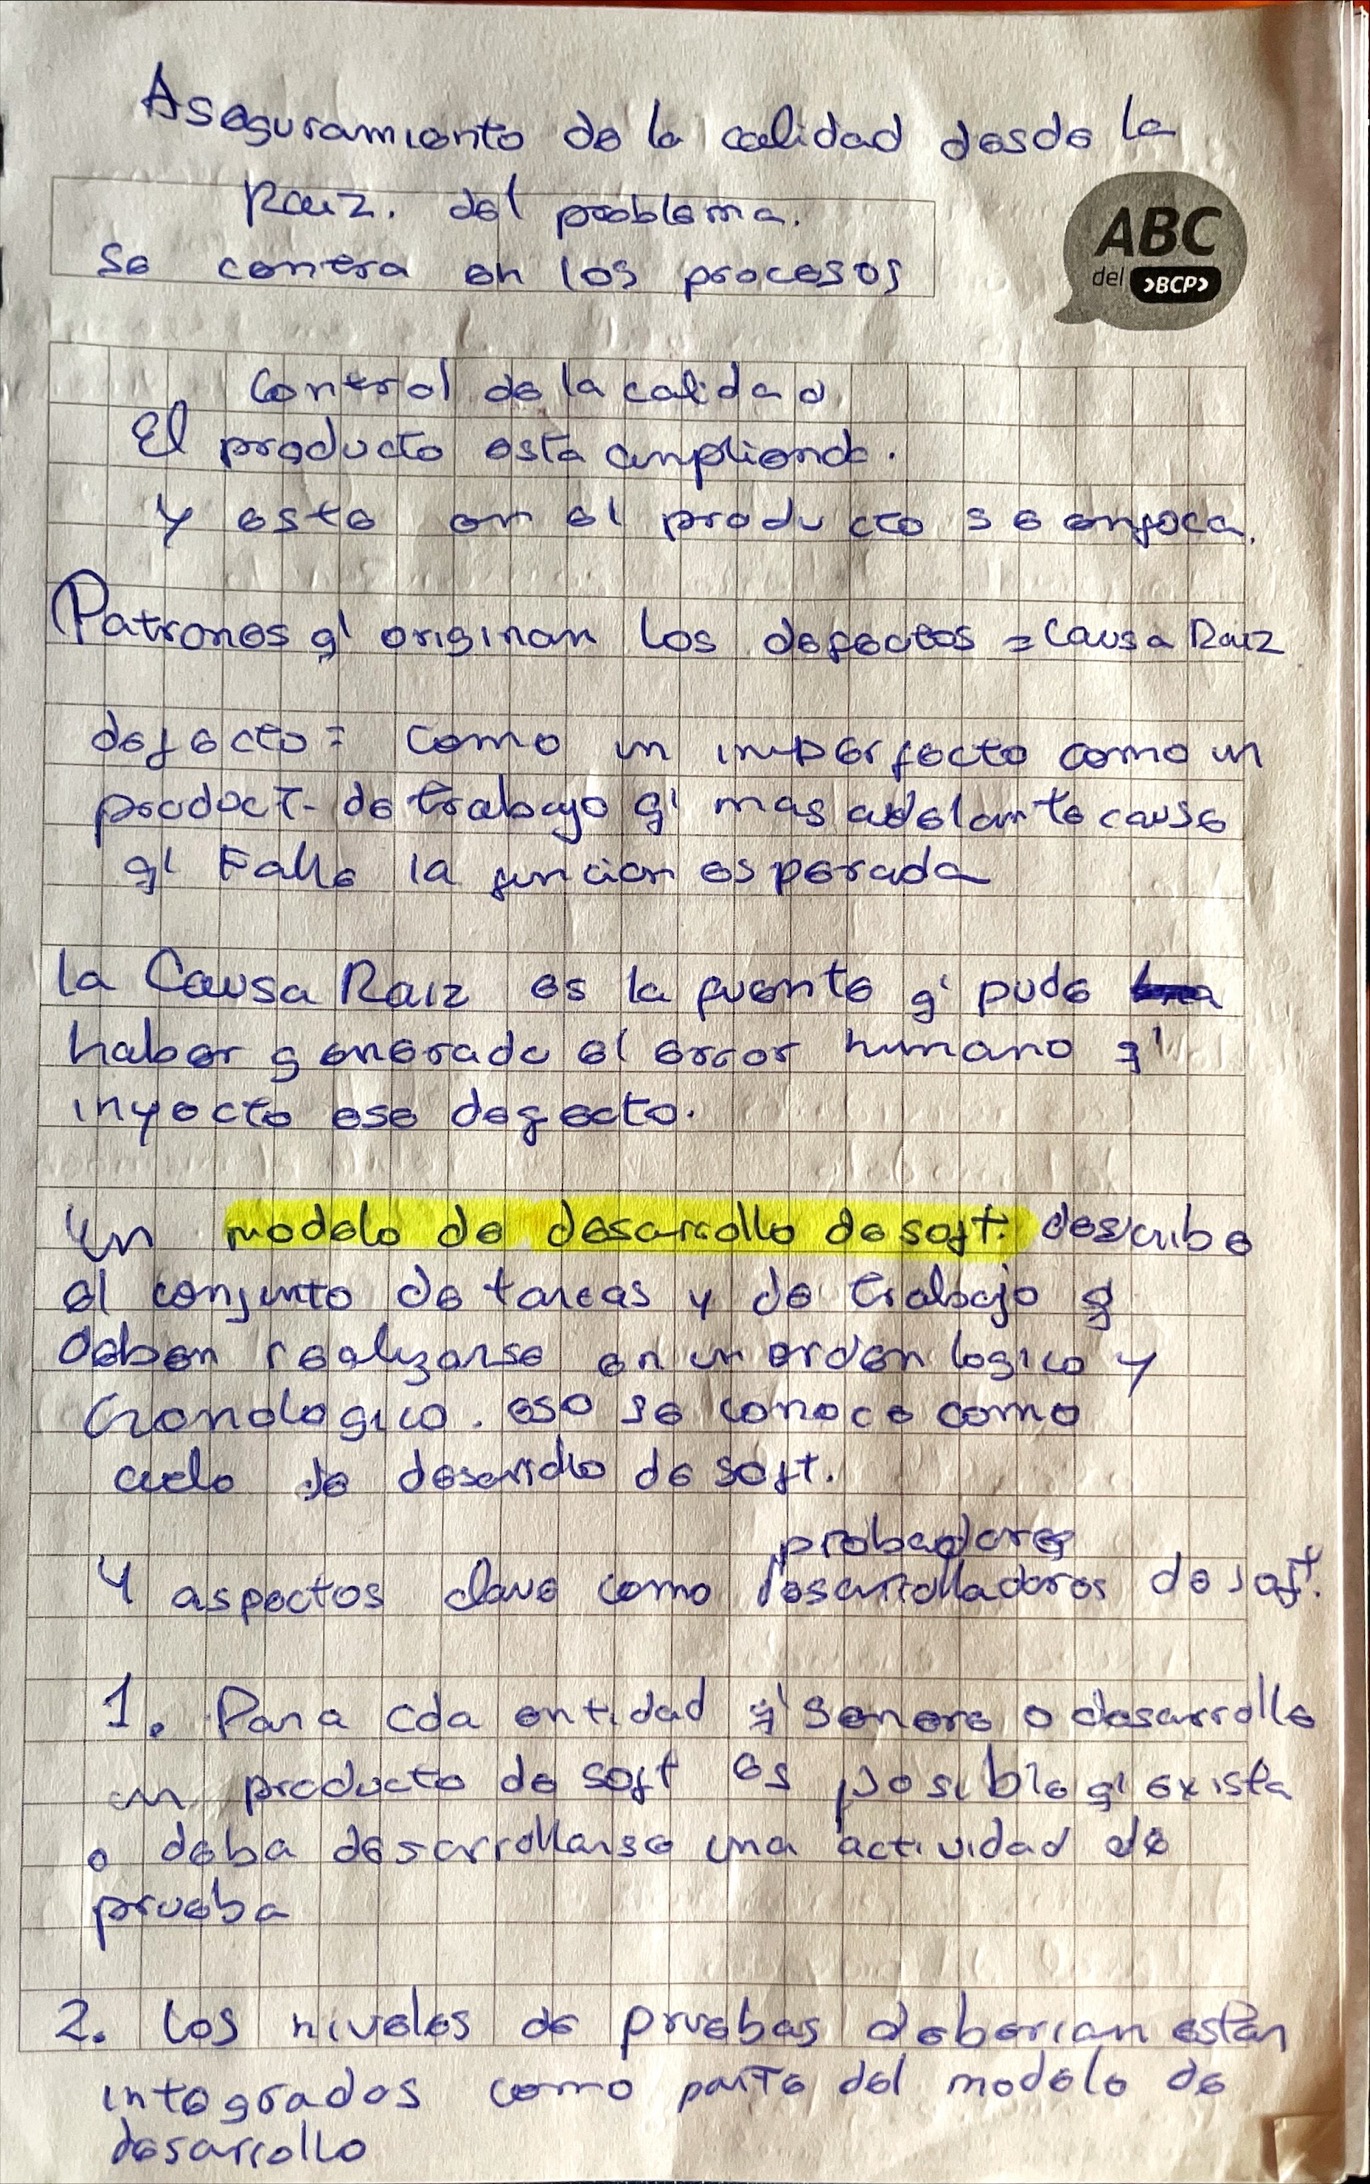 Aseguramiento de la calidad desde la
Raiz. del problema.
Se centra en los procesos
ABC
del >BCP>
Control de la calidad
El producto esta ampliando.
Y este en el producto se enfoca.
Patrones q' originan los defectos = Causa Raiz
defecto = como un imperfecto como un
product- de trabajo q' mas adelante cause
q' Falle la funcion esperada
la Causa Raiz es la fuente q' pudo
haber generado el error humano q'
inyecto ese defecto.
Un modelo de desarrollo de soft. describe
el conjunto de tareas y de trabajo q
deben realizarse en un orden logico y
Cronologico. eso se conoce como
ciclo de desarrollo de soft.
probadores
4 aspectos clave como desarrolladores de soft.
1. Para cda entidad q' genere o desarrolle
un producto de soft es posible q' exista
o deba desarrollarse una actividad de
prueba
2. Los niveles de pruebas deberian estar
integrados como parte del modelo de
desarrollo